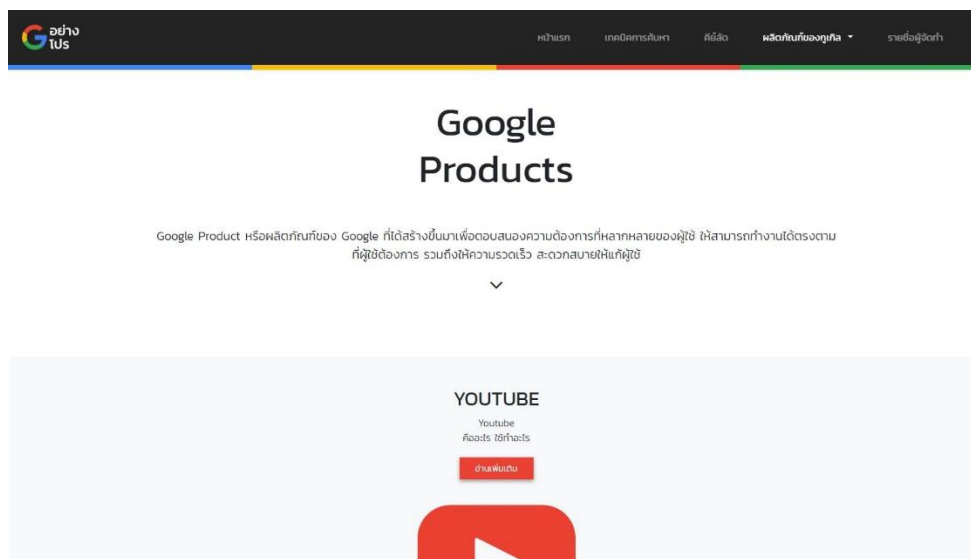 อย่าง
โปร
หน้าแรก เทคนิคการค้นหา คีย์ลัด ผลิตภัณฑ์ของกูเกิล รายชื่อผู้จัดทำ
Google
Products
Google Product หรือผลิตภัณฑ์ของ Google ที่ได้สร้างขึ้นมาเพื่อตอบสนองความต้องการที่หลากหลายของผู้ใช้ ให้สามารถทำงานได้ตรงตาม
ที่ผู้ใช้ต้องการ รวมถึงให้ความรวดเร็ว สะดวกสบายให้แก่ผู้ใช้
YOUTUBE
Youtube
คืออะไร ใช้ทำอะไร
อ่านเพิ่มเติม